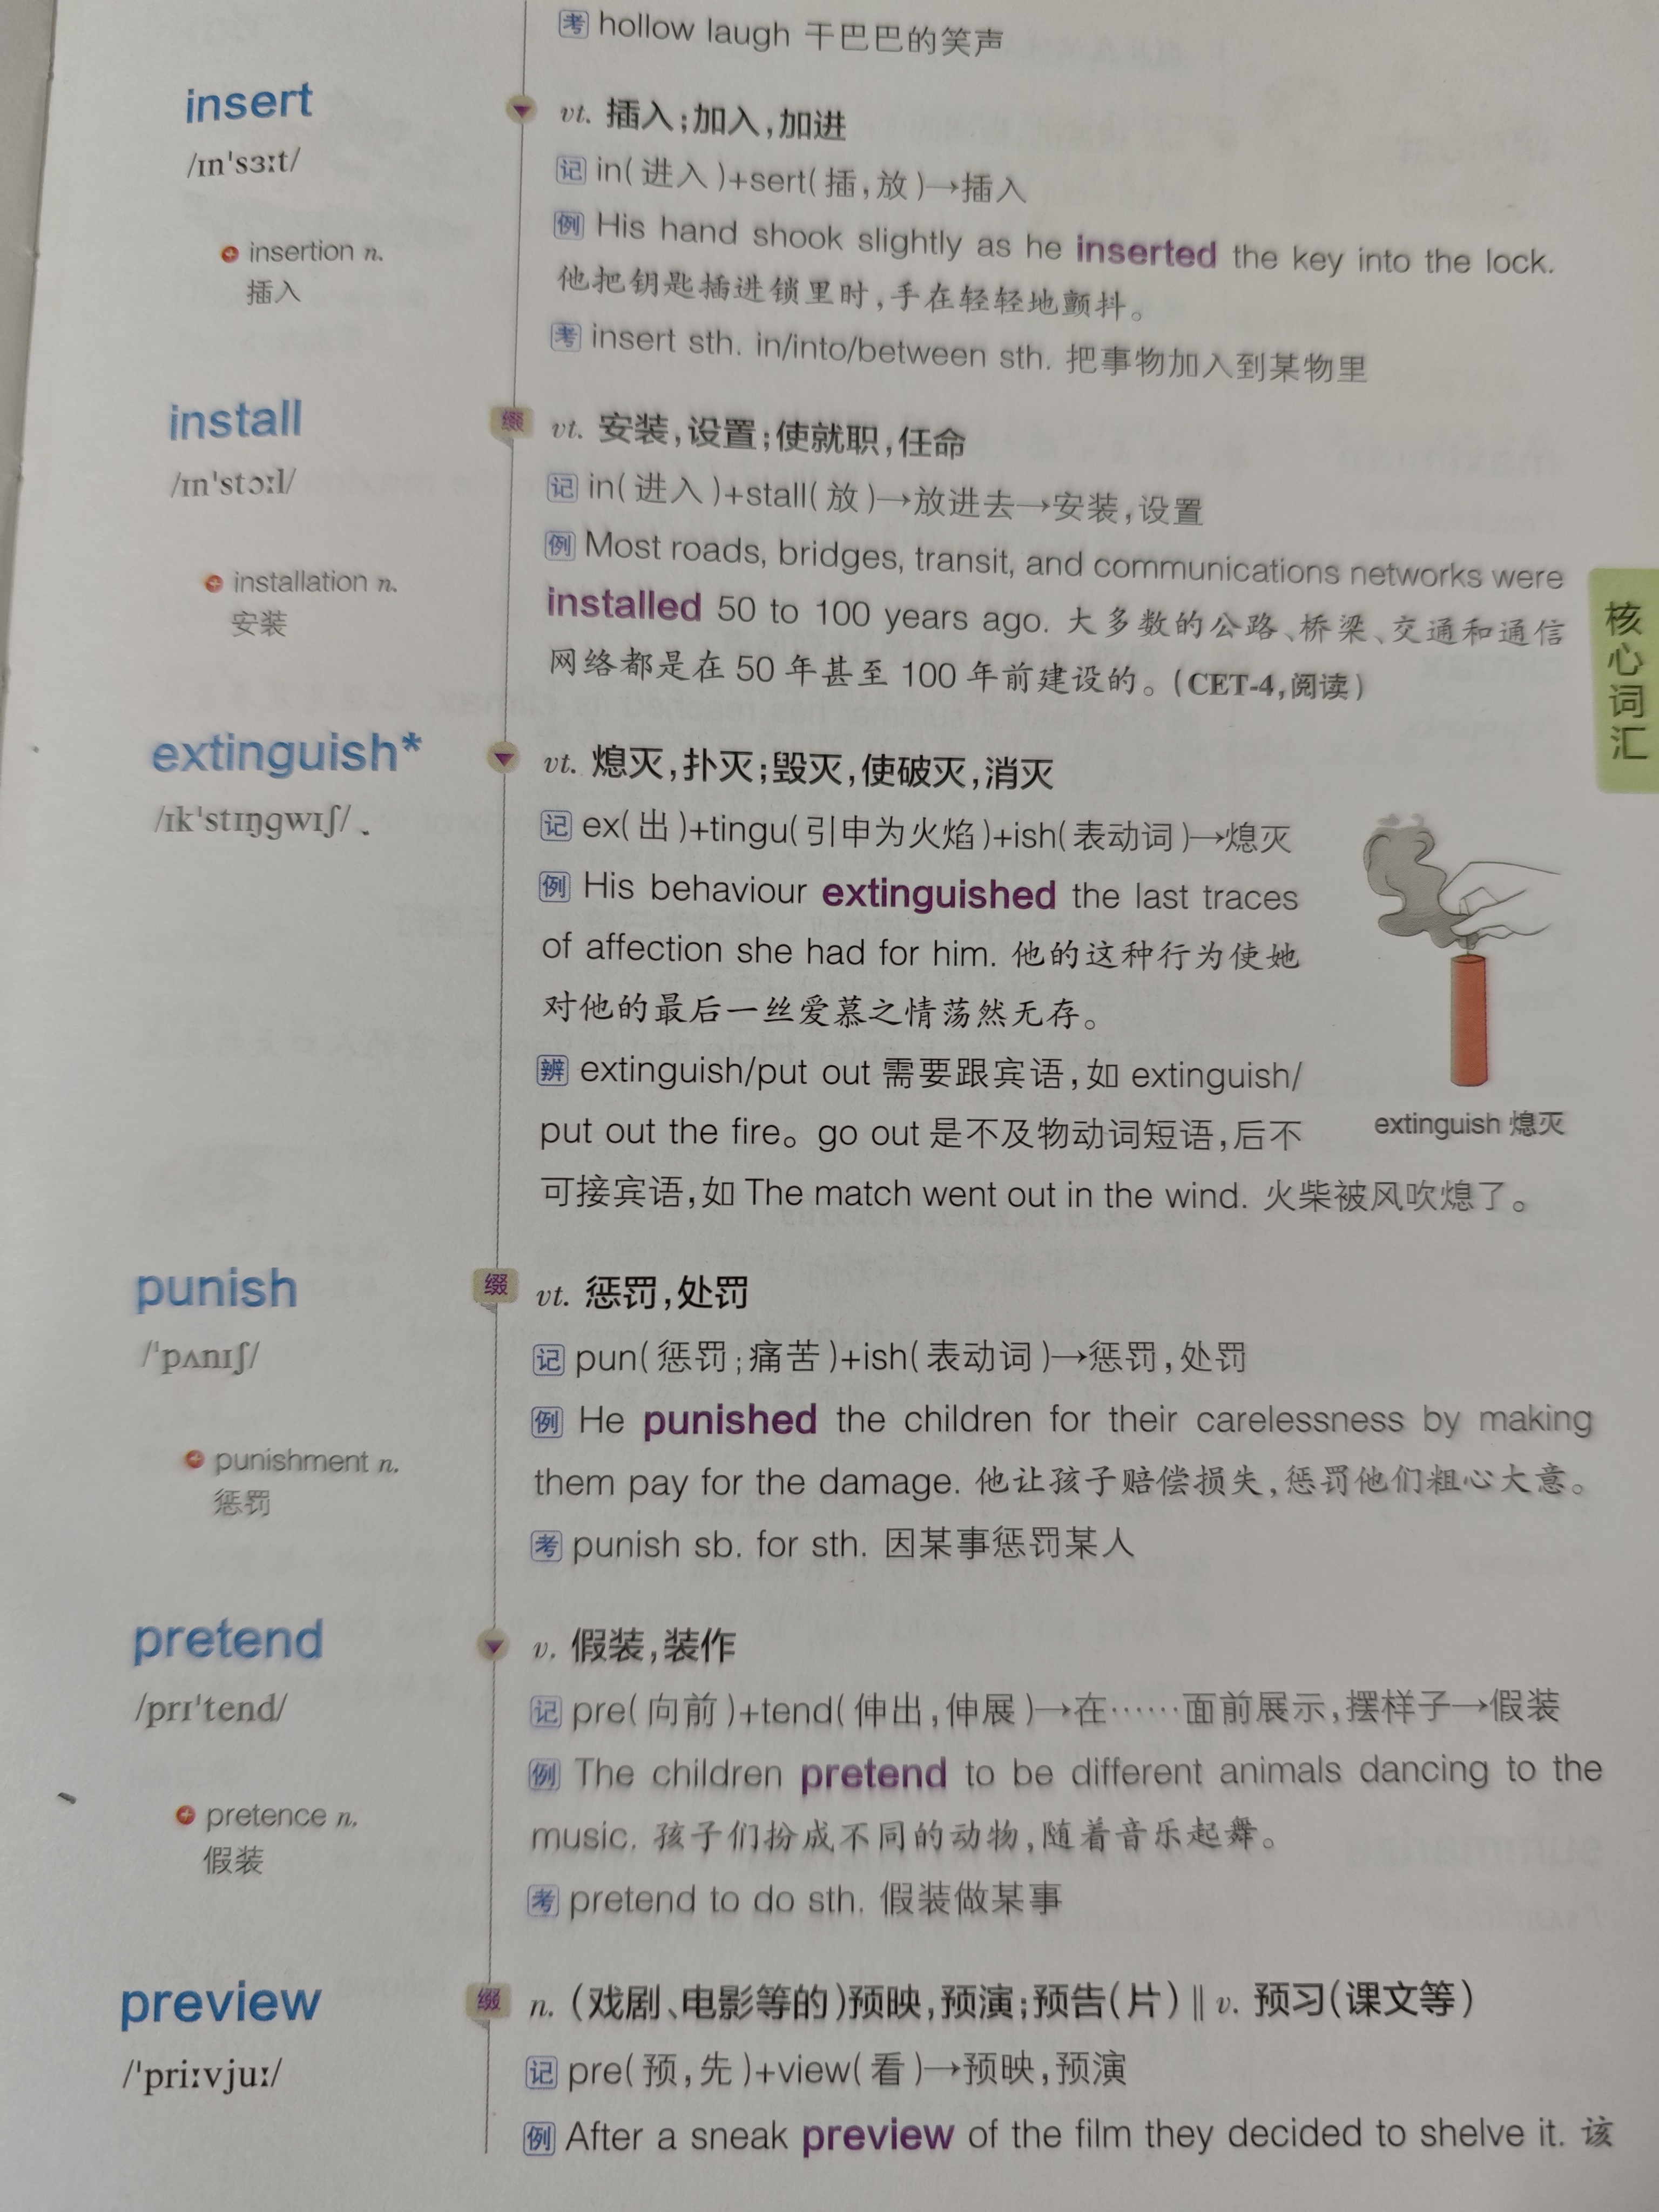 考 hollow laugh 干巴巴的笑声
insert
/ɪnˈsɜːt/
+ insertion n.
插入
vt. 插入;加入,加进
记 in(进入)+sert(插,放)→插入
例 His hand shook slightly as he inserted the key into the lock.
他把钥匙插进锁里时,手在轻轻地颤抖。
考 insert sth. in/into/between sth. 把事物加入到某物里
install
/ɪnˈstɔːl/
+ installation n.
安装
缀 vt. 安装,设置;使就职,任命
记 in(进入)+stall(放)→放进去→安装,设置
例 Most roads, bridges, transit, and communications networks were
installed 50 to 100 years ago. 大多数的公路、桥梁、交通和通信
网络都是在 50 年甚至 100 年前建设的。(CET-4,阅读)
核心词汇
extinguish*
/ɪkˈstɪŋɡwɪʃ/
vt. 熄灭,扑灭;毁灭,使破灭,消灭
记 ex(出)+tingu(引申为火焰)+ish(表动词)→熄灭
例 His behaviour extinguished the last traces
of affection she had for him. 他的这种行为使她
对他的最后一丝爱慕之情荡然无存。
辨 extinguish/put out 需要跟宾语,如 extinguish/
put out the fire。go out 是不及物动词短语,后不
可接宾语,如 The match went out in the wind. 火柴被风吹熄了。
extinguish 熄灭
punish
/ˈpʌnɪʃ/
+ punishment n.
惩罚
缀 vt. 惩罚,处罚
记 pun(惩罚;痛苦)+ish(表动词)→惩罚,处罚
例 He punished the children for their carelessness by making
them pay for the damage. 他让孩子赔偿损失,惩罚他们粗心大意。
考 punish sb. for sth. 因某事惩罚某人
pretend
/prɪˈtend/
+ pretence n.
假装
v. 假装,装作
记 pre(向前)+tend(伸出,伸展)→在……面前展示,摆样子→假装
例 The children pretend to be different animals dancing to the
music. 孩子们扮成不同的动物,随着音乐起舞。
考 pretend to do sth. 假装做某事
preview
/ˈpriːvjuː/
缀 n. (戏剧、电影等的)预映,预演;预告(片) ‖ v. 预习(课文等)
记 pre(预,先)+view(看)→预映,预演
例 After a sneak preview of the film they decided to shelve it. 该